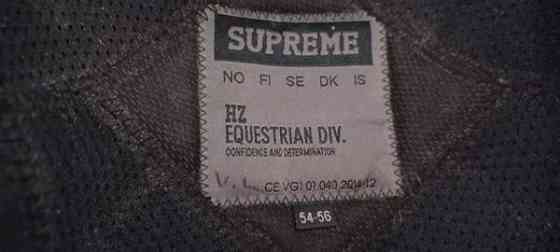 SUPREME
NO FI SE DK IS
HZ
EQUESTRIAN DIV.
CONFIDENCE AND DETERMINATION
V. L. CE VG1 01.040 2014-12
54-56